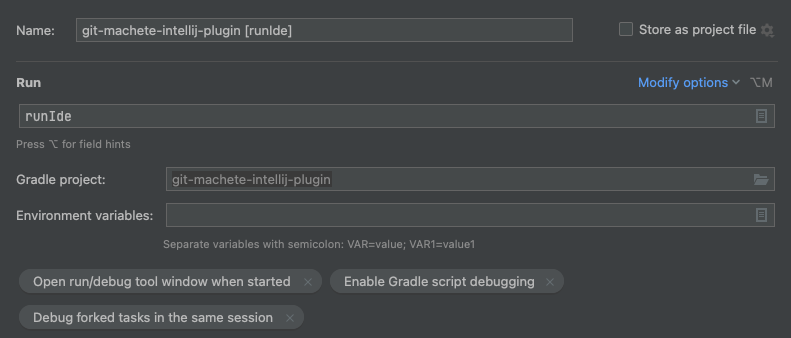 Name: git-machete-intellij-plugin [runIde] Store as project file
Run Modify options ⌥M
runIde
Press ⌥ for field hints
Gradle project: git-machete-intellij-plugin
Environment variables:
Separate variables with semicolon: VAR=value; VAR1=value1
Open run/debug tool window when started × Enable Gradle script debugging ×
Debug forked tasks in the same session ×